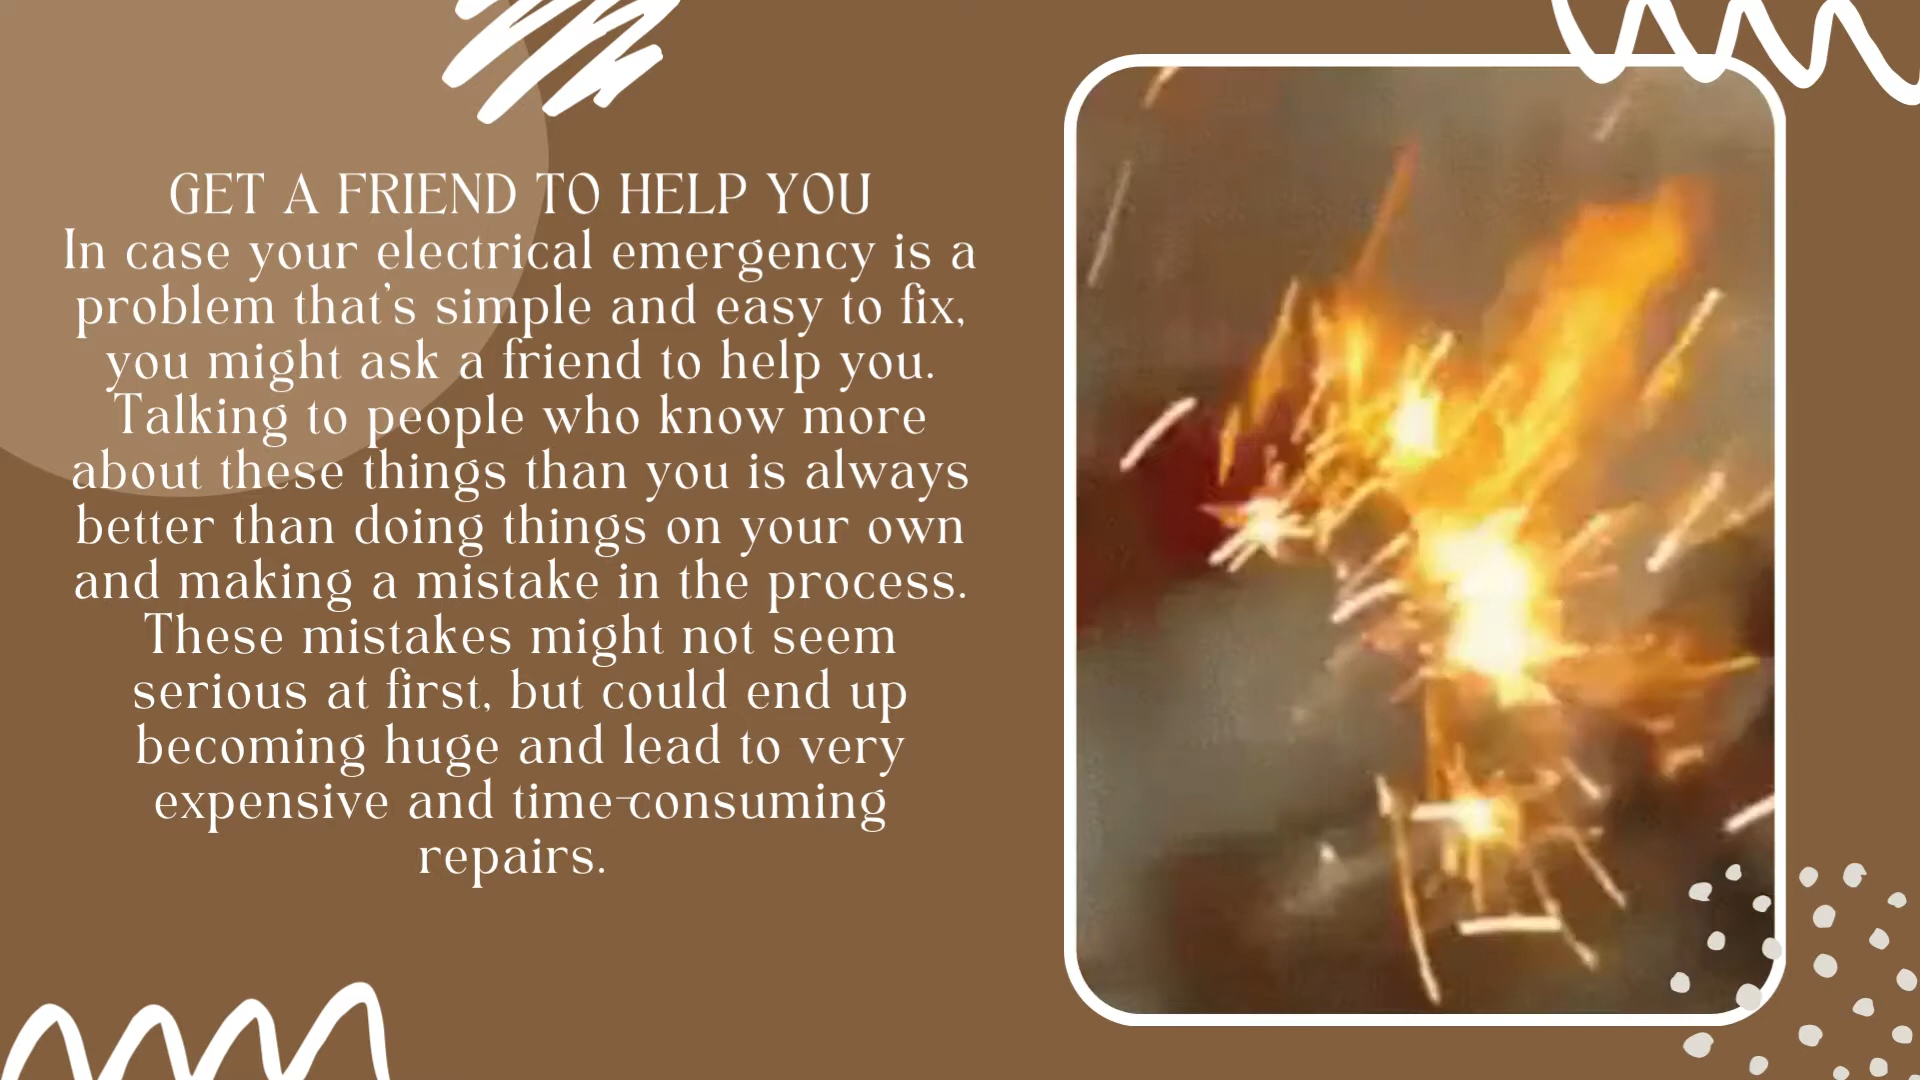 GET A FRIEND TO HELP YOU
In case your electrical emergency is a
problem that's simple and easy to fix,
you might ask a friend to help you.
Talking to people who know more
about these things than you is always
better than doing things on your own
and making a mistake in the process.
These mistakes might not seem
serious at first, but could end up
becoming huge and lead to very
expensive and time-consuming
repairs.